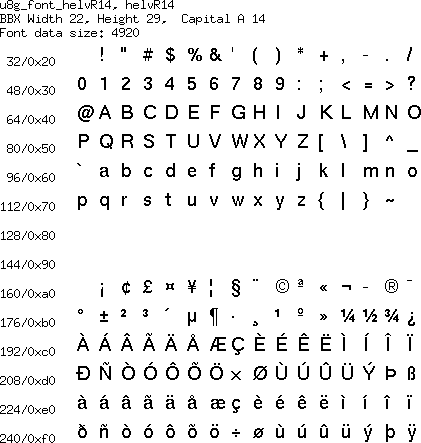 u8g_font_helvR14, helvR14
BBX Width 22, Height 29,  Capital A 14
Font data size: 4920
32/0x20 ! " # $ % & ' ( ) * + , - . /
48/0x30 0 1 2 3 4 5 6 7 8 9 : ; < = > ?
64/0x40 @ A B C D E F G H I J K L M N O
80/0x50 P Q R S T U V W X Y Z [ \ ] ^ _
96/0x60 ` a b c d e f g h i j k l m n o
112/0x70 p q r s t u v w x y z { | } ~
128/0x80
144/0x90
160/0xa0 ¡ ¢ £ ¤ ¥ ¦ § ¨ © ª « ¬ - ® ¯
176/0xb0 ° ± ² ³ ´ µ ¶ · ¸ ¹ º » ¼ ½ ¾ ¿
192/0xc0 À Á Â Ã Ä Å Æ Ç È É Ê Ë Ì Í Î Ï
208/0xd0 Ð Ñ Ò Ó Ô Õ Ö × Ø Ù Ú Û Ü Ý Þ ß
224/0xe0 à á â ã ä å æ ç è é ê ë ì í î ï
240/0xf0 ð ñ ò ó ô õ ö ÷ ø ù ú û ü ý þ ÿ